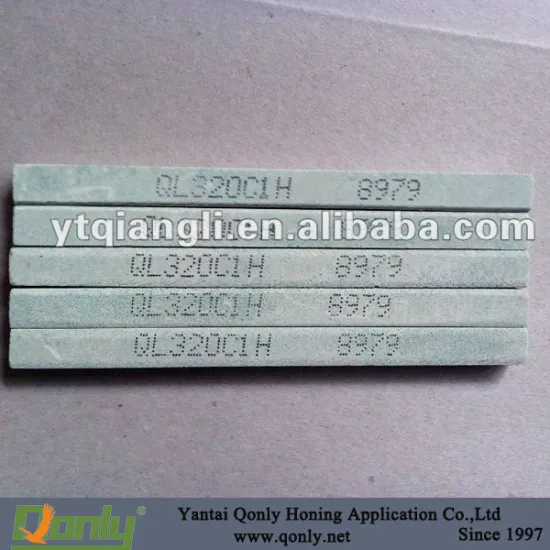 QL320C1H 8979
ytqiangli.en.alibaba.com
QL320C1H 8979
QL320C1H 8979
QL320C1H 8979
Qonly
Yantai Qonly Honing Application Co.,Ltd
www.qonly.net Since 1997